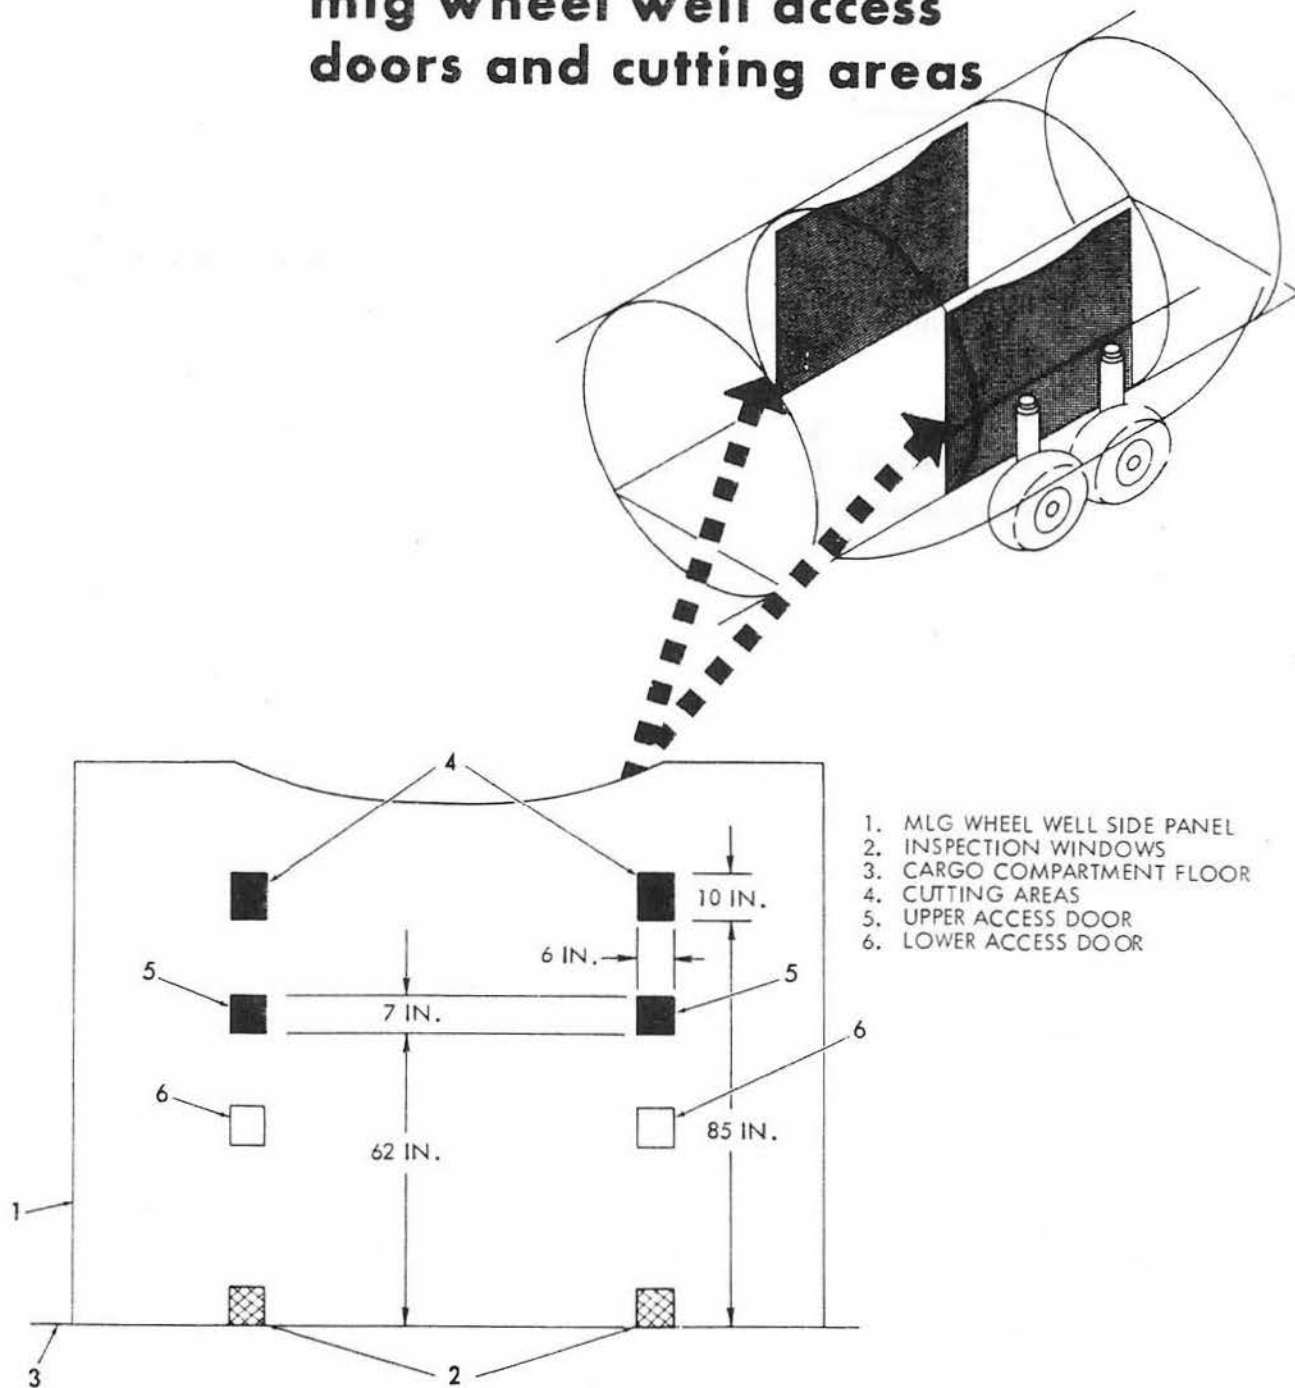 mlg wheel well access
doors and cutting areas
4
1. MLG WHEEL WELL SIDE PANEL
2. INSPECTION WINDOWS
3. CARGO COMPARTMENT FLOOR
4. CUTTING AREAS
5. UPPER ACCESS DOOR
6. LOWER ACCESS DOOR
10 IN.
6 IN.
5
5
7 IN.
6
6
85 IN.
62 IN.
1
3
2